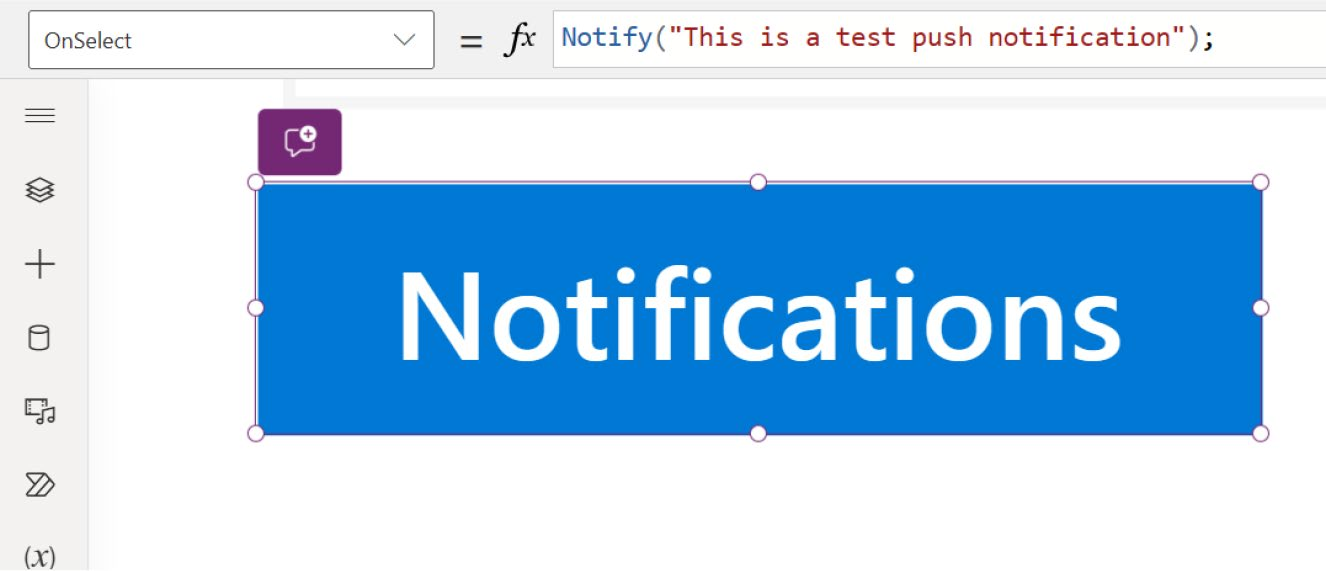 OnSelect = fx Notify("This is a test push notification");
Notifications
(x)